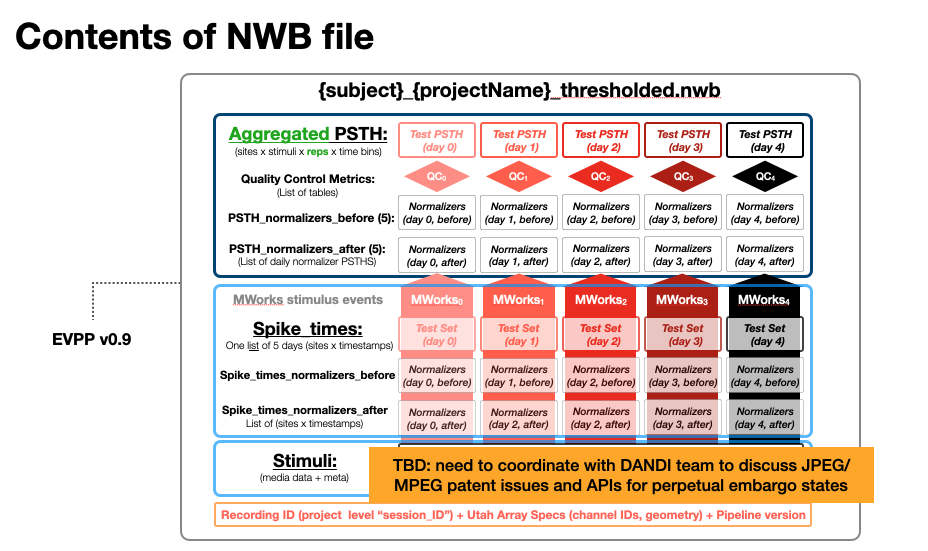 Contents of NWB file
{subject}_{projectName}_thresholded.nwb
Aggregated PSTH:
(sites x stimuli x reps x time bins)
Test PSTH
(day 0)
Test PSTH
(day 1)
Test PSTH
(day 2)
Test PSTH
(day 3)
Test PSTH
(day 4)
Quality Control Metrics:
(List of tables)
QC₀
QC₁
QC₂
QC₃
QC₄
PSTH_normalizers_before (5):
Normalizers
(day 0, before)
Normalizers
(day 1, before)
Normalizers
(day 2, before)
Normalizers
(day 3, before)
Normalizers
(day 4, before)
PSTH_normalizers_after (5):
(List of daily normalizer PSTHS)
Normalizers
(day 0, after)
Normalizers
(day 1, after)
Normalizers
(day 2, after)
Normalizers
(day 3, after)
Normalizers
(day 4, after)
EVPP v0.9
MWorks stimulus events
MWorks₀
MWorks₁
MWorks₂
MWorks₃
MWorks₄
Spike_times:
One list of 5 days (sites x timestamps)
Test Set
(day 0)
Test Set
(day 1)
Test Set
(day 2)
Test Set
(day 3)
Test Set
(day 4)
Spike_times_normalizers_before
Normalizers
(day 0, before)
Normalizers
(day 1, before)
Normalizers
(day 2, before)
Normalizers
(day 3, before)
Normalizers
(day 4, before)
Spike_times_normalizers_after
List of (sites x timestamps)
Normalizers
(day 0, after)
Normalizers
(day 2, after)
Normalizers
(day 2, after)
Normalizers
(day 3, after)
Normalizers
(day 4, after)
Stimuli:
(media data + meta)
TBD: need to coordinate with DANDI team to discuss JPEG/
MPEG patent issues and APIs for perpetual embargo states
Recording ID (project level “session_ID”) + Utah Array Specs (channel IDs, geometry) + Pipeline version